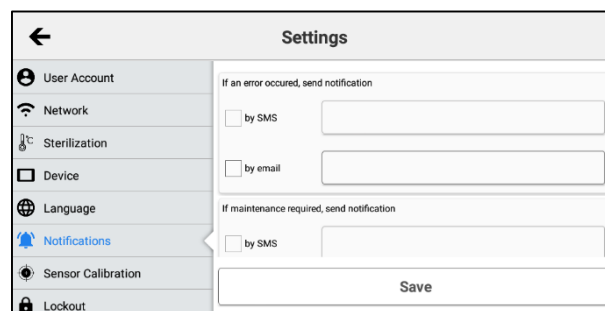 Settings
User Account
Network
°C Sterilization
Device
Language
Notifications
Sensor Calibration
Lockout
If an error occured, send notification
by SMS
by email
If maintenance required, send notification
by SMS
Save